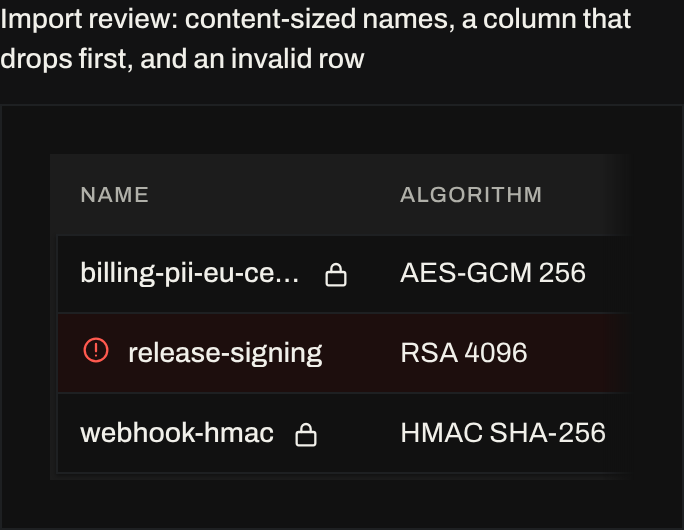 Import review: content-sized names, a column that
drops first, and an invalid row
NAME ALGORITHM
billing-pii-eu-ce... AES-GCM 256
release-signing RSA 4096
webhook-hmac HMAC SHA-256